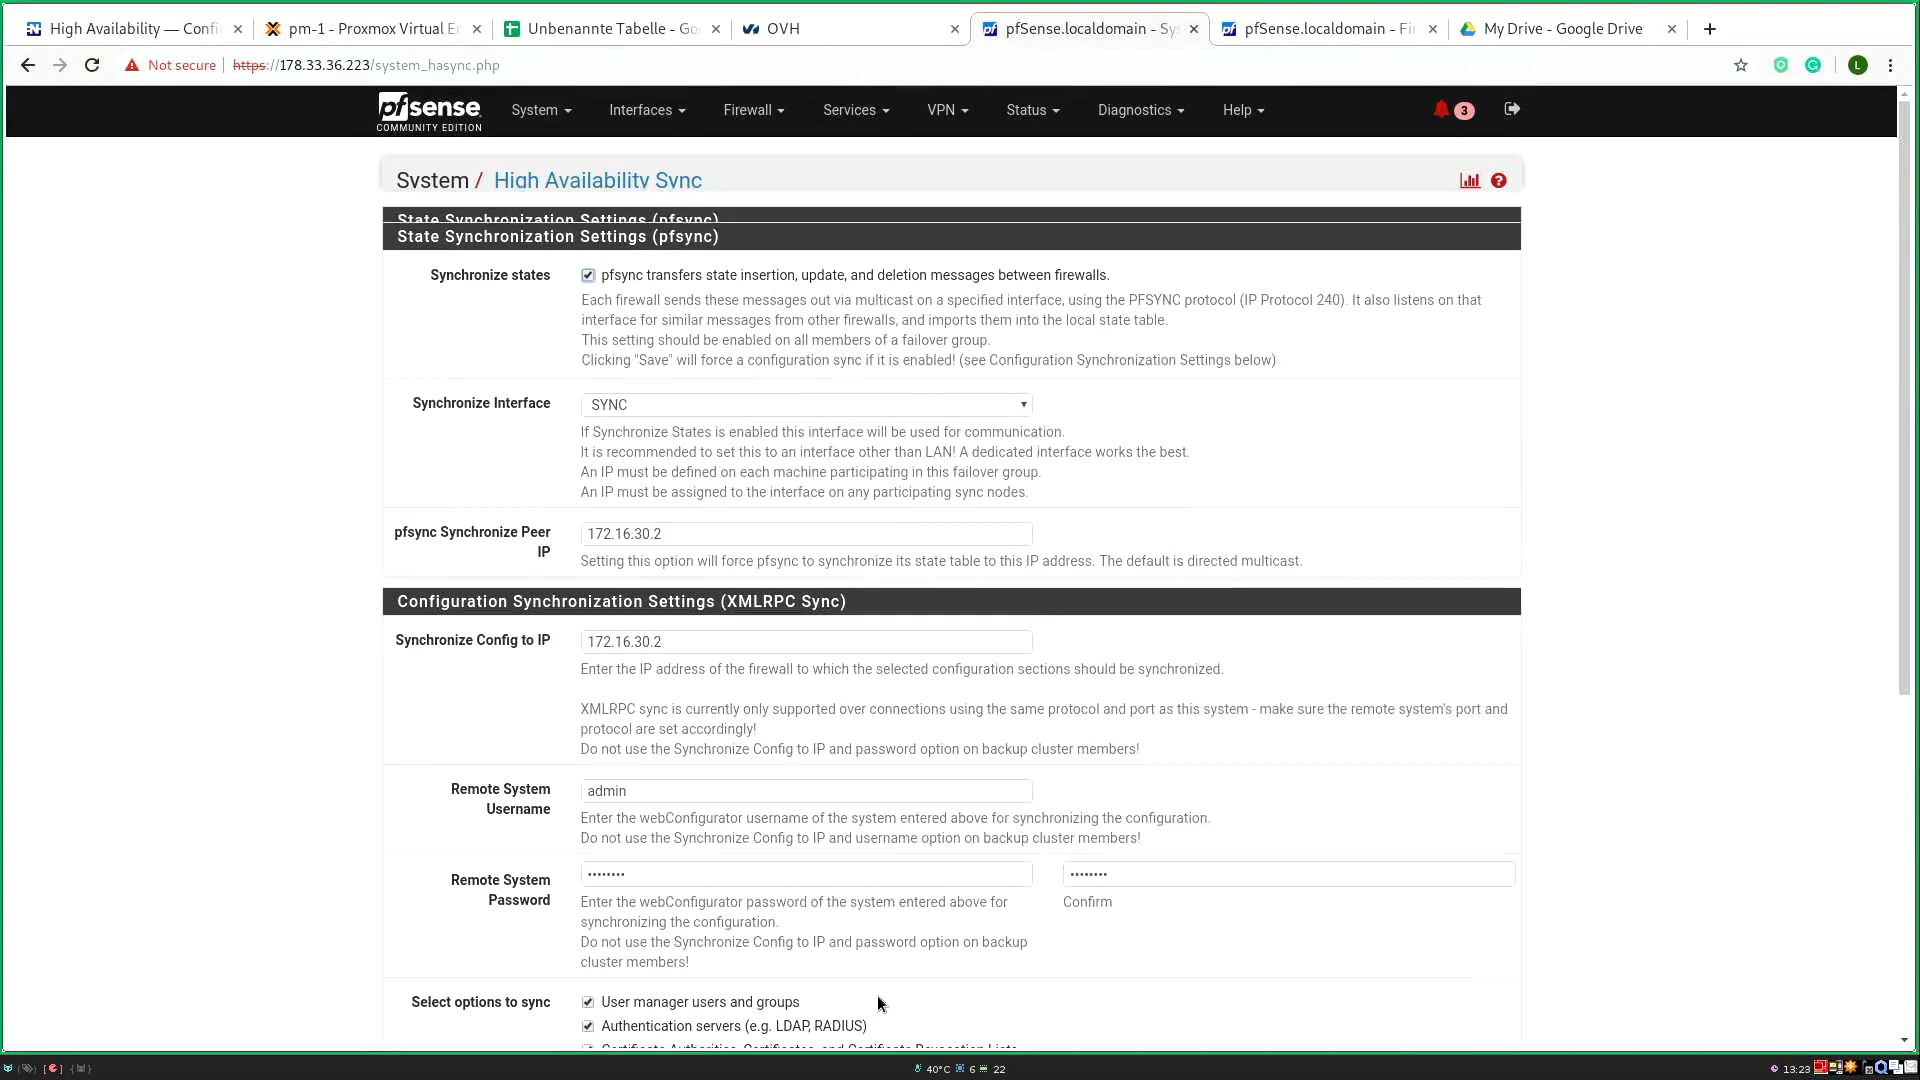 High Availability — Confi
pm-1 - Proxmox Virtual E
Unbenannte Tabelle - Go
OVH
pfSense.localdomain - Sy
pfSense.localdomain - Fi
My Drive - Google Drive
Not secure
https://178.33.36.223/system_hasync.php
L
pfsense
COMMUNITY EDITION
System
Interfaces
Firewall
Services
VPN
Status
Diagnostics
Help
3
System / High Availability Sync
State Synchronization Settings (pfsync)
State Synchronization Settings (pfsync)
Synchronize states
pfsync transfers state insertion, update, and deletion messages between firewalls.
Each firewall sends these messages out via multicast on a specified interface, using the PFSYNC protocol (IP Protocol 240). It also listens on that
interface for similar messages from other firewalls, and imports them into the local state table.
This setting should be enabled on all members of a failover group.
Clicking "Save" will force a configuration sync if it is enabled! (see Configuration Synchronization Settings below)
Synchronize Interface
SYNC
If Synchronize States is enabled this interface will be used for communication.
It is recommended to set this to an interface other than LAN! A dedicated interface works the best.
An IP must be defined on each machine participating in this failover group.
An IP must be assigned to the interface on any participating sync nodes.
pfsync Synchronize Peer
IP
172.16.30.2
Setting this option will force pfsync to synchronize its state table to this IP address. The default is directed multicast.
Configuration Synchronization Settings (XMLRPC Sync)
Synchronize Config to IP
172.16.30.2
Enter the IP address of the firewall to which the selected configuration sections should be synchronized.
XMLRPC sync is currently only supported over connections using the same protocol and port as this system - make sure the remote system's port and
protocol are set accordingly!
Do not use the Synchronize Config to IP and password option on backup cluster members!
Remote System
Username
admin
Enter the webConfigurator username of the system entered above for synchronizing the configuration.
Do not use the Synchronize Config to IP and username option on backup cluster members!
Remote System
Password
••••••••
••••••••
Enter the webConfigurator password of the system entered above for
synchronizing the configuration.
Do not use the Synchronize Config to IP and password option on backup
cluster members!
Confirm
Select options to sync
User manager users and groups
Authentication servers (e.g. LDAP, RADIUS)
Certificate Authorities, Certificates, and Certificate Revocation Lists
40°C
6
22
13:23